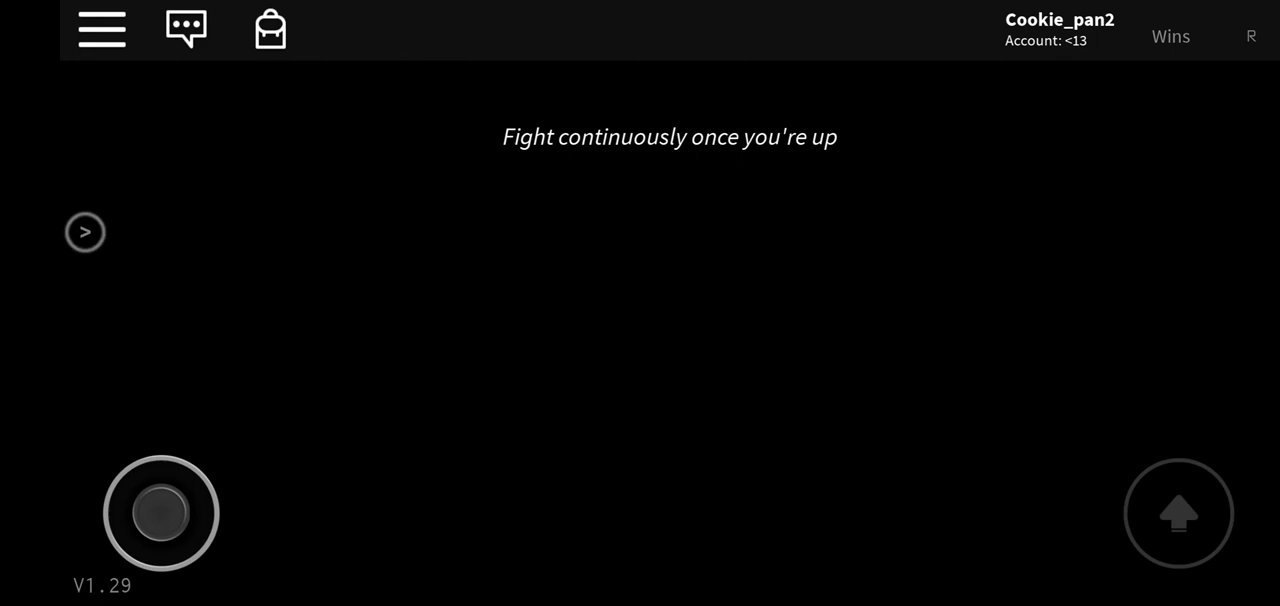 Cookie_pan2
Account: <13
Wins
R
Fight continuously once you're up
>
V1.29